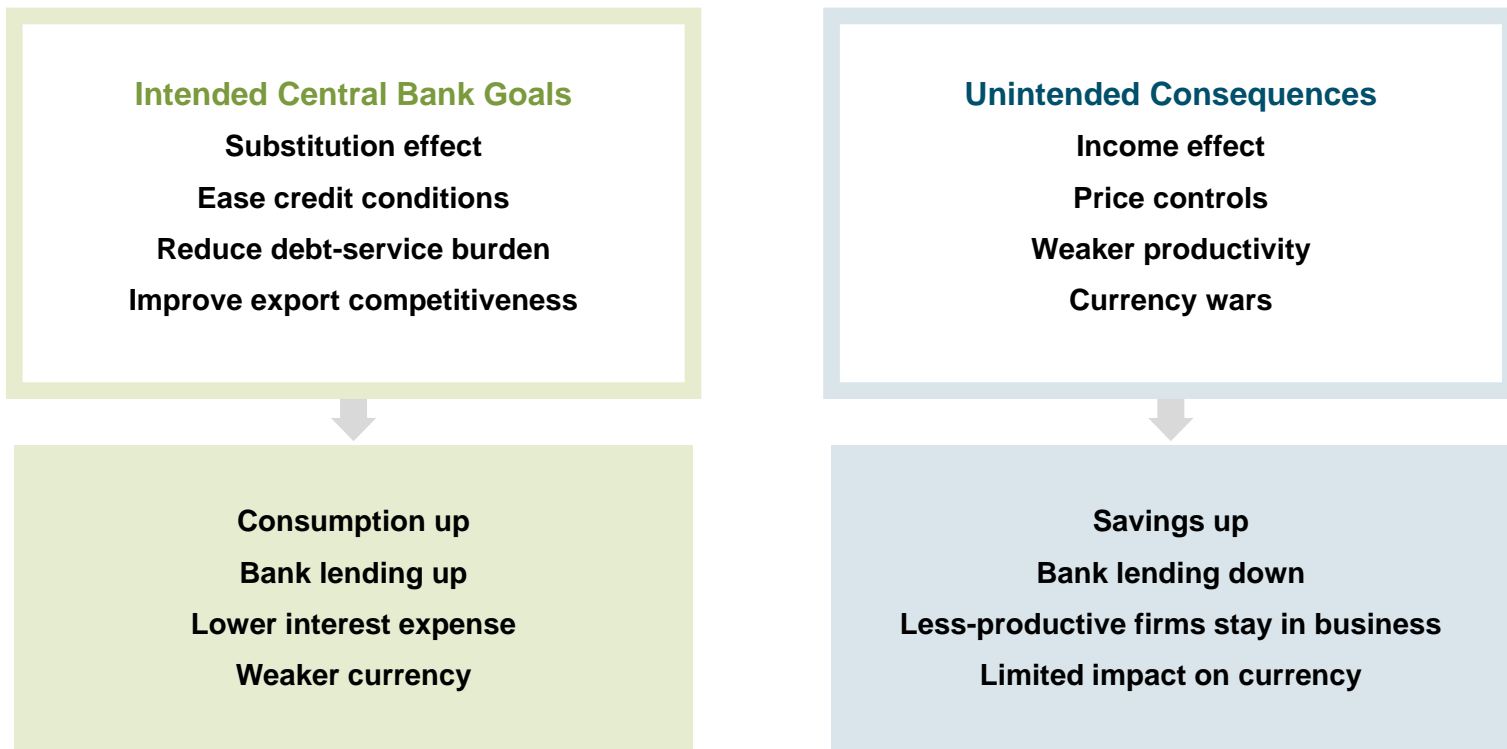 Intended Central Bank Goals
Substitution effect
Ease credit conditions
Reduce debt-service burden
Improve export competitiveness
Consumption up
Bank lending up
Lower interest expense
Weaker currency
Unintended Consequences
Income effect
Price controls
Weaker productivity
Currency wars
Savings up
Bank lending down
Less-productive firms stay in business
Limited impact on currency